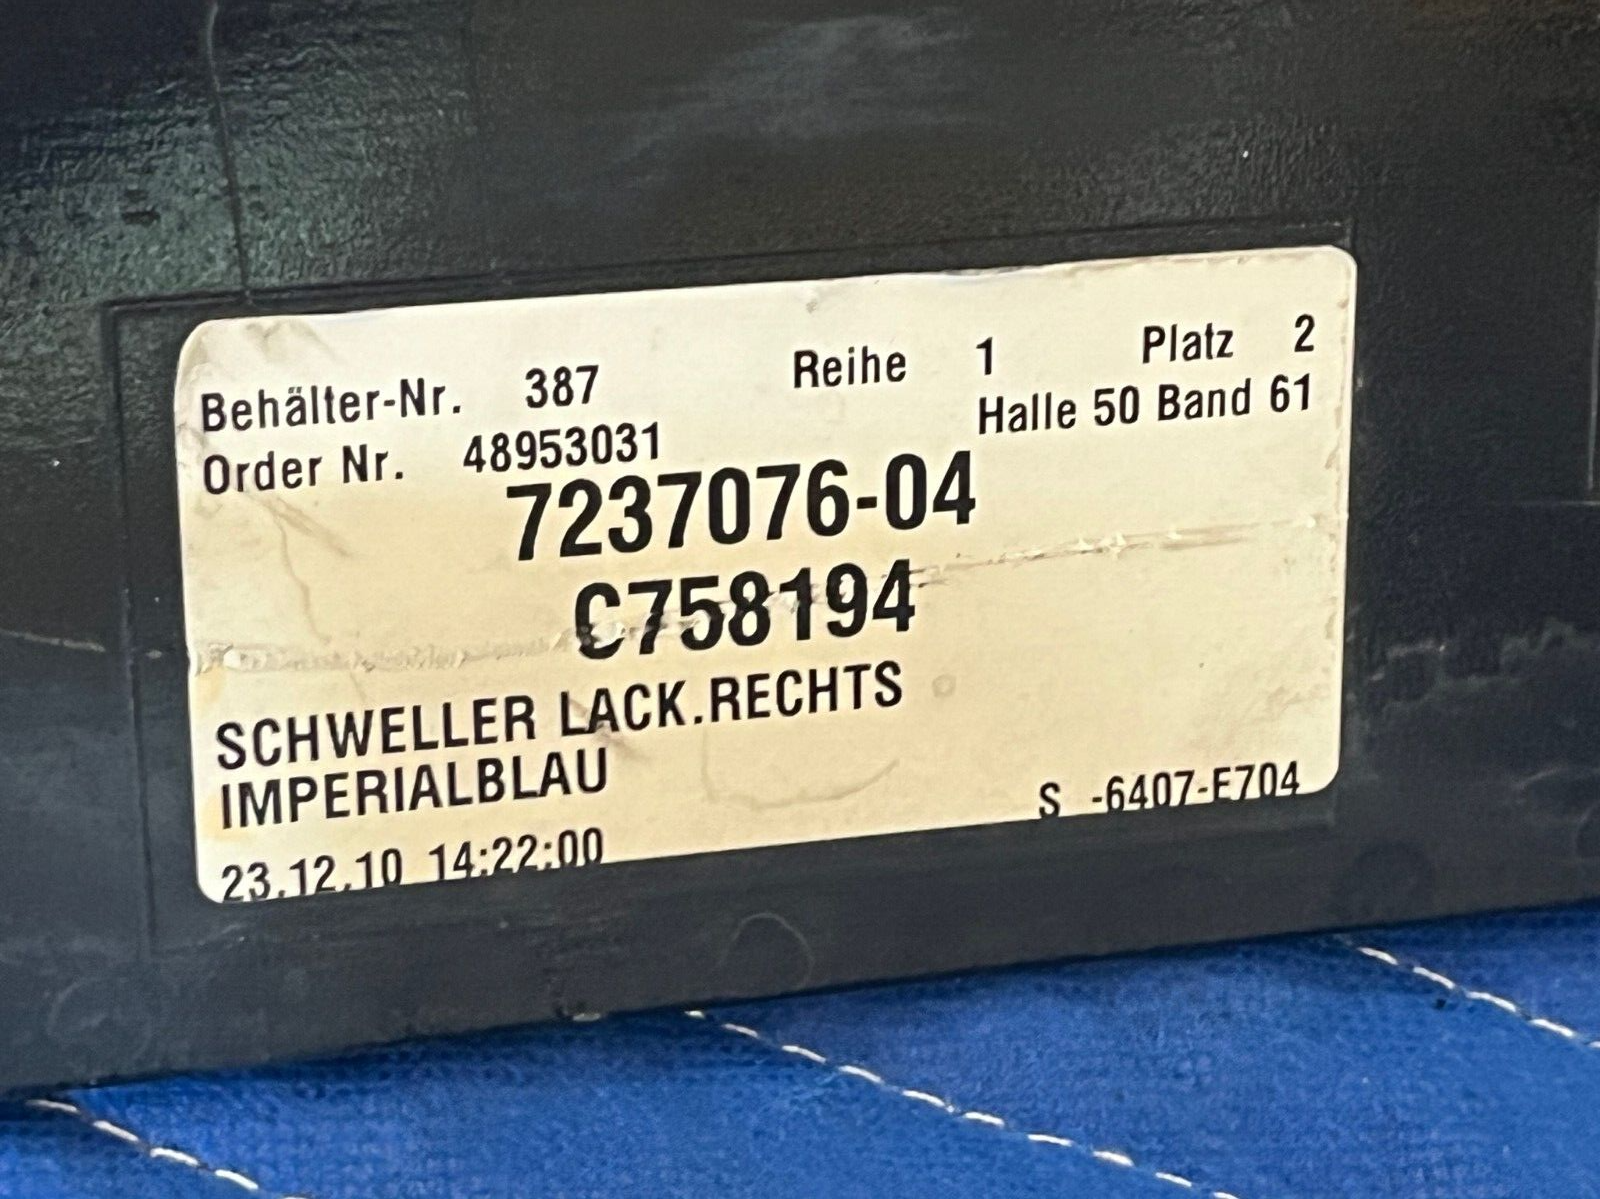 Behälter-Nr. 387 Reihe 1 Platz 2
Order Nr. 48953031 Halle 50 Band 61
7237076-04
C758194
SCHWELLER LACK.RECHTS
IMPERIALBLAU
23.12.10 14:22:00 S -6407-E704